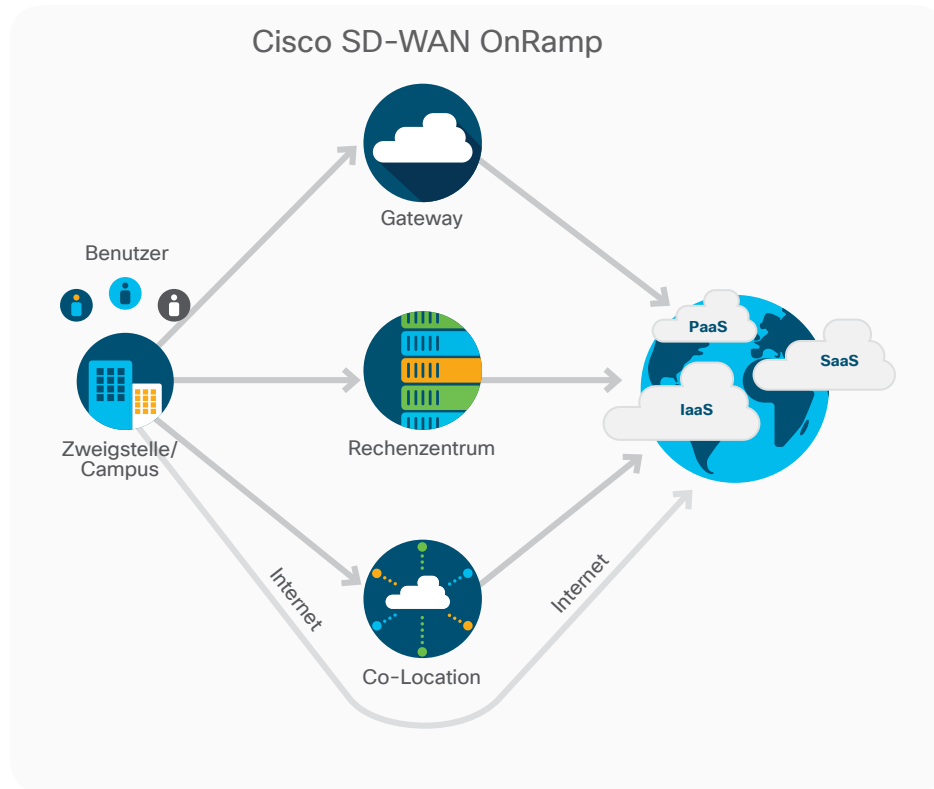 Cisco SD-WAN OnRamp
Gateway
Benutzer
PaaS
SaaS
IaaS
Zweigstelle/
Campus
Rechenzentrum
Internet
Internet
Co-Location